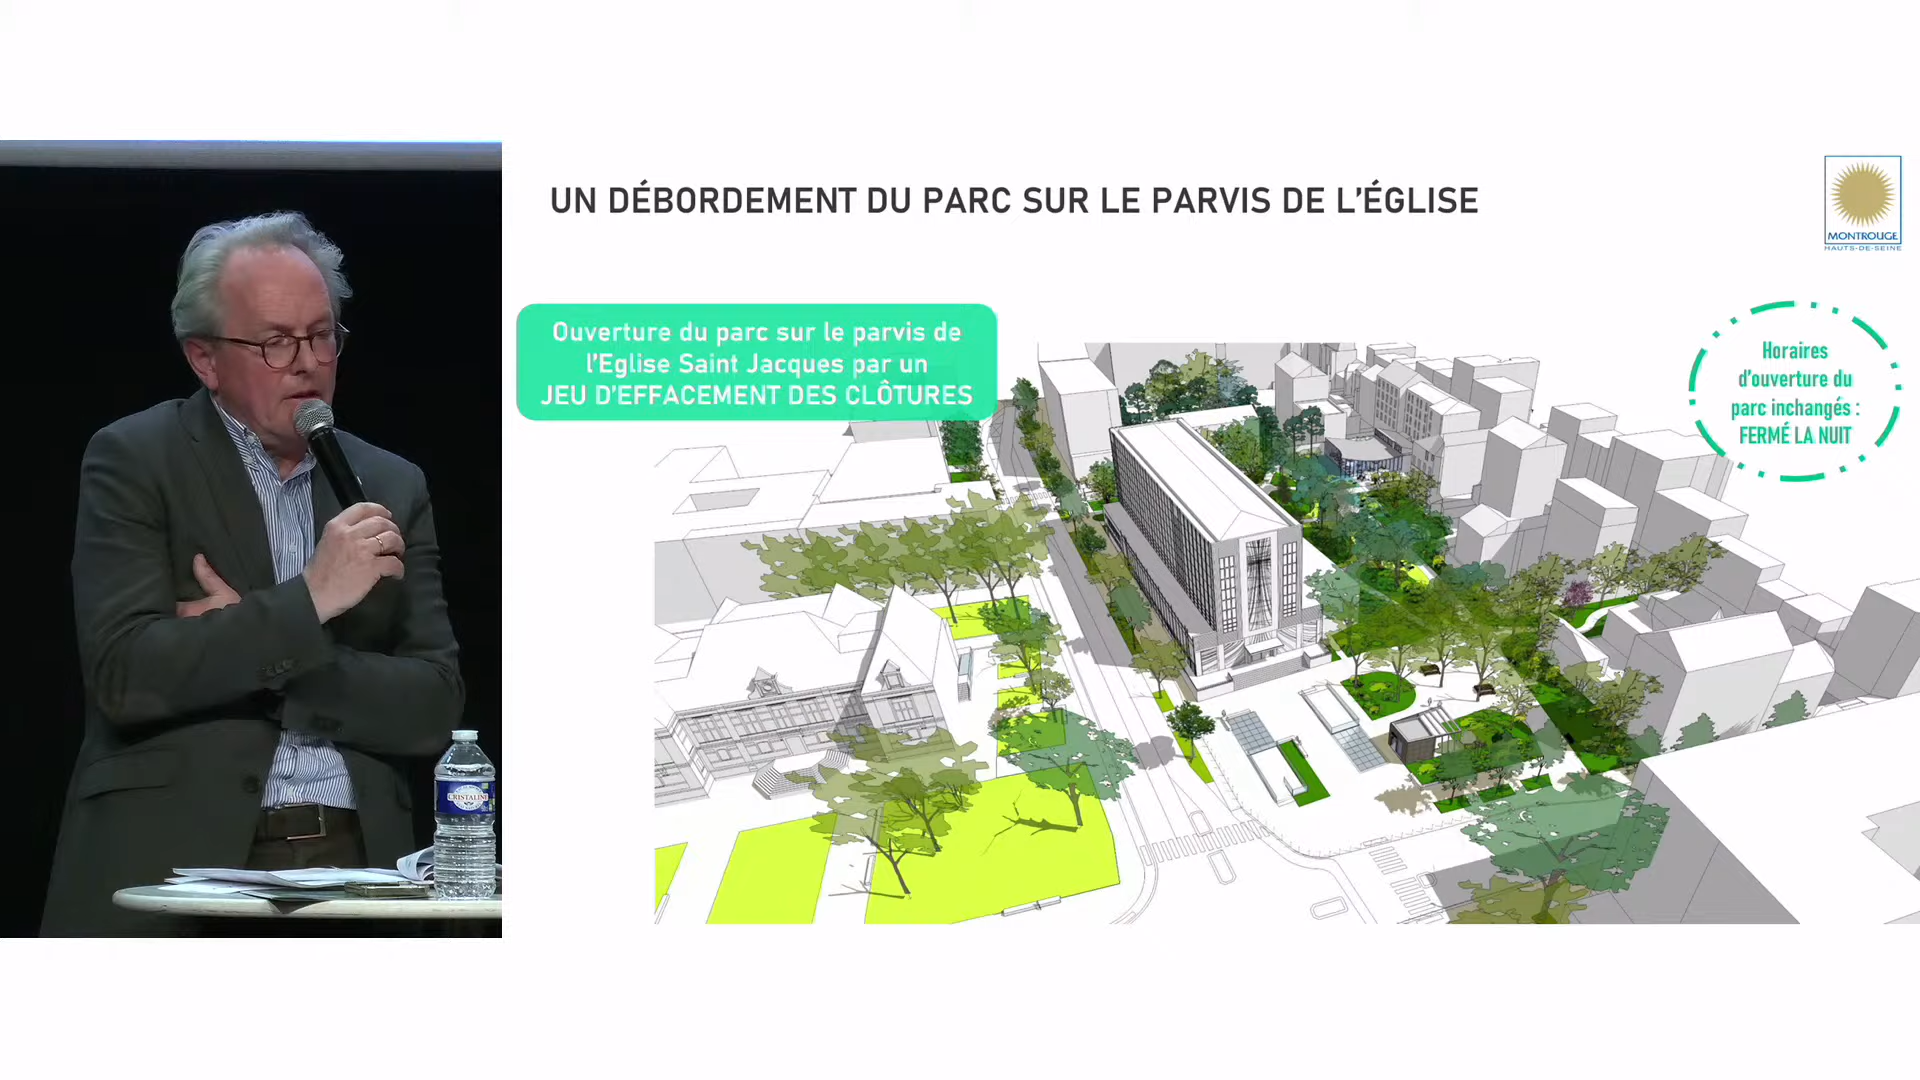 UN DÉBORDEMENT DU PARC SUR LE PARVIS DE L'ÉGLISE
MONTROUGE
HAUTS-DE-SEINE
Ouverture du parc sur le parvis de
l'Eglise Saint Jacques par un
JEU D'EFFACEMENT DES CLÔTURES
Horaires
d'ouverture du
parc inchangés :
FERMÉ LA NUIT
CRISTALINE